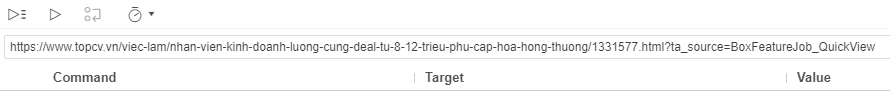 https://www.topcv.vn/viec-lam/nhan-vien-kinh-doanh-luong-cung-deal-tu-8-12-trieu-phu-cap-hoa-hong-thuong/1331577.html?ta_source=BoxFeatureJob_QuickView
Command Target Value